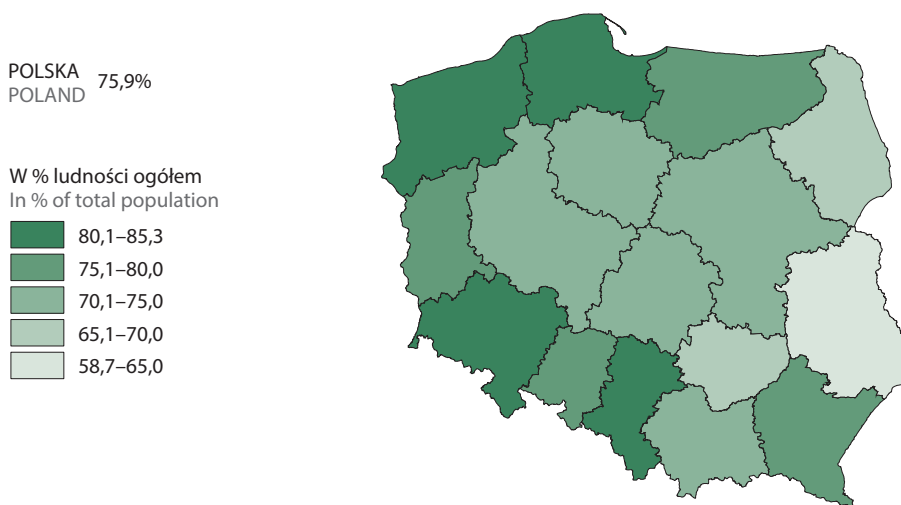 POLSKA 75,9%
POLAND
W % ludności ogółem
In % of total population
80,1–85,3
75,1–80,0
70,1–75,0
65,1–70,0
58,7–65,0